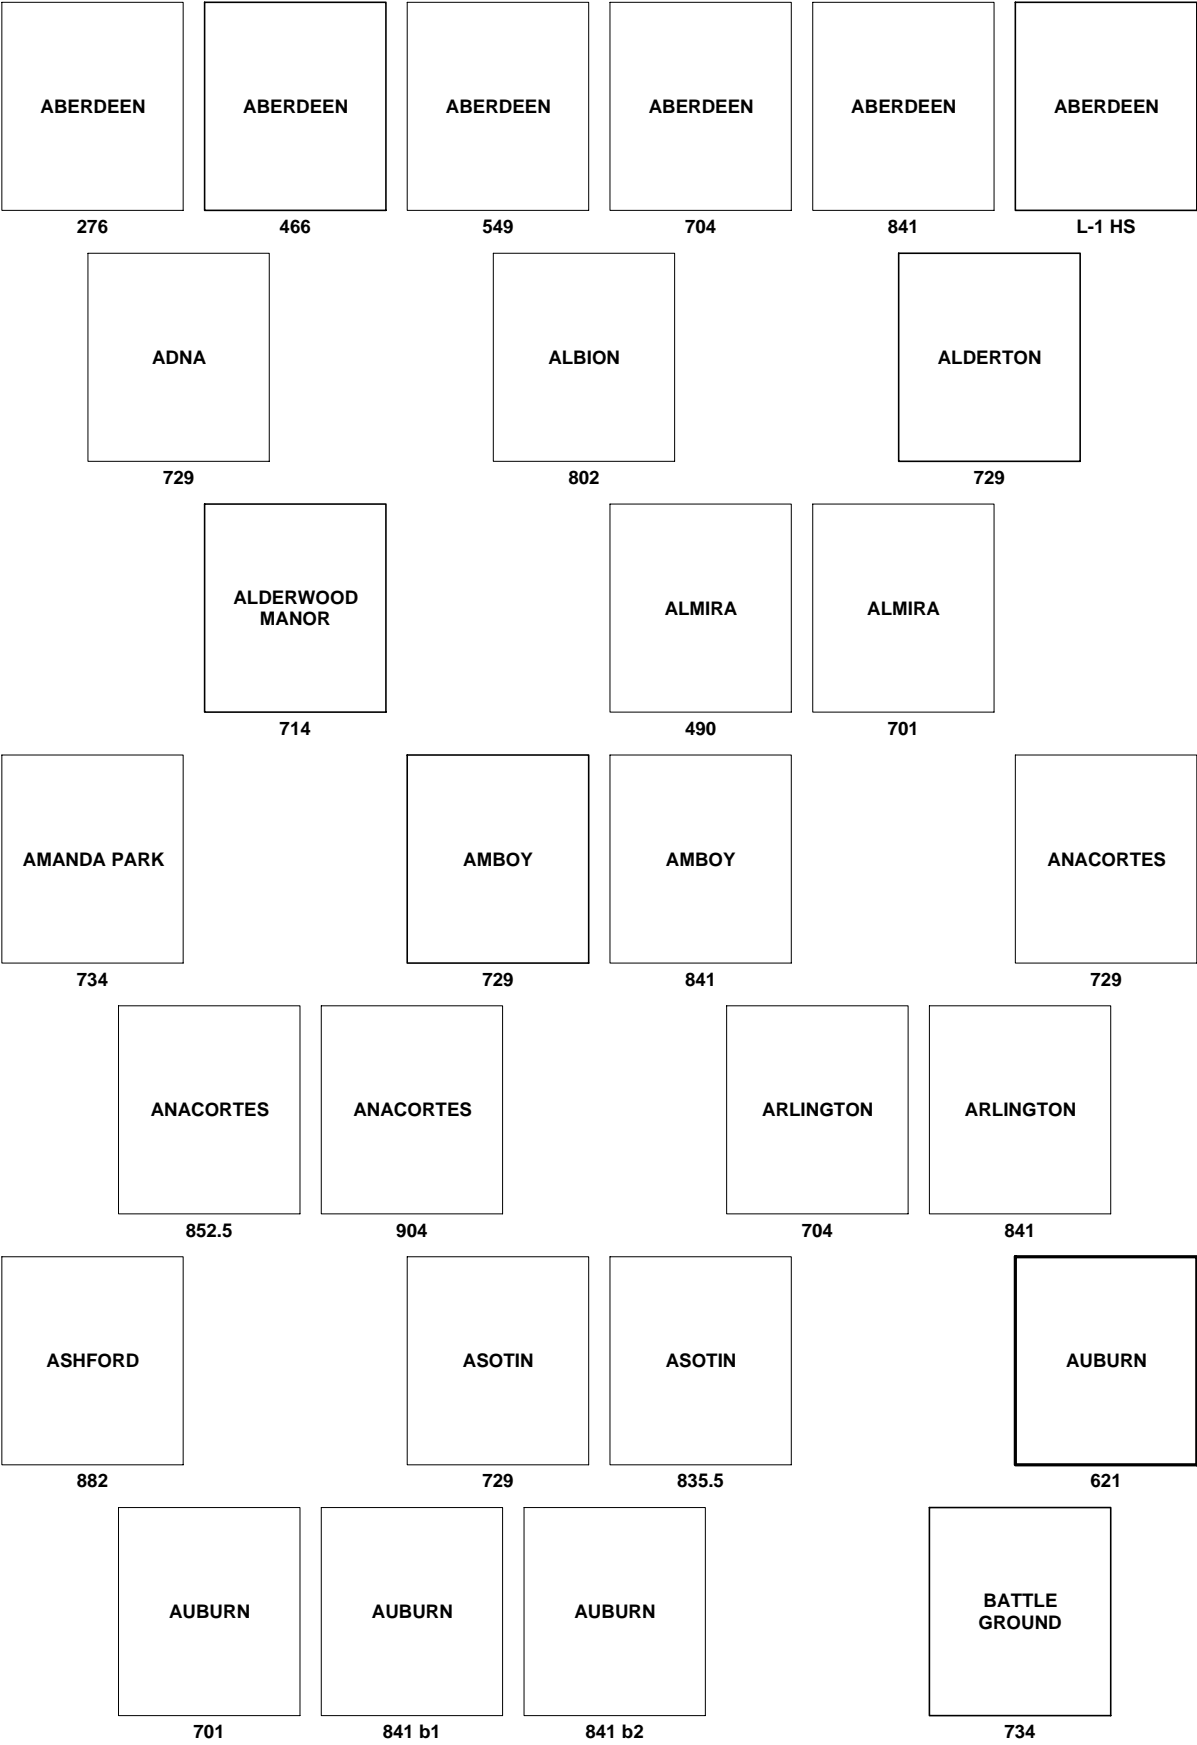 ABERDEEN ABERDEEN ABERDEEN ABERDEEN ABERDEEN ABERDEEN
276 466 549 704 841 L-1 HS
ADNA ALBION ALDERTON
729 802 729
ALDERWOOD
MANOR ALMIRA ALMIRA
714 490 701
AMANDA PARK AMBOY AMBOY ANACORTES
734 729 841 729
ANACORTES ANACORTES ARLINGTON ARLINGTON
852.5 904 704 841
ASHFORD ASOTIN ASOTIN AUBURN
882 729 835.5 621
AUBURN AUBURN AUBURN BATTLE
GROUND
701 841 b1 841 b2 734